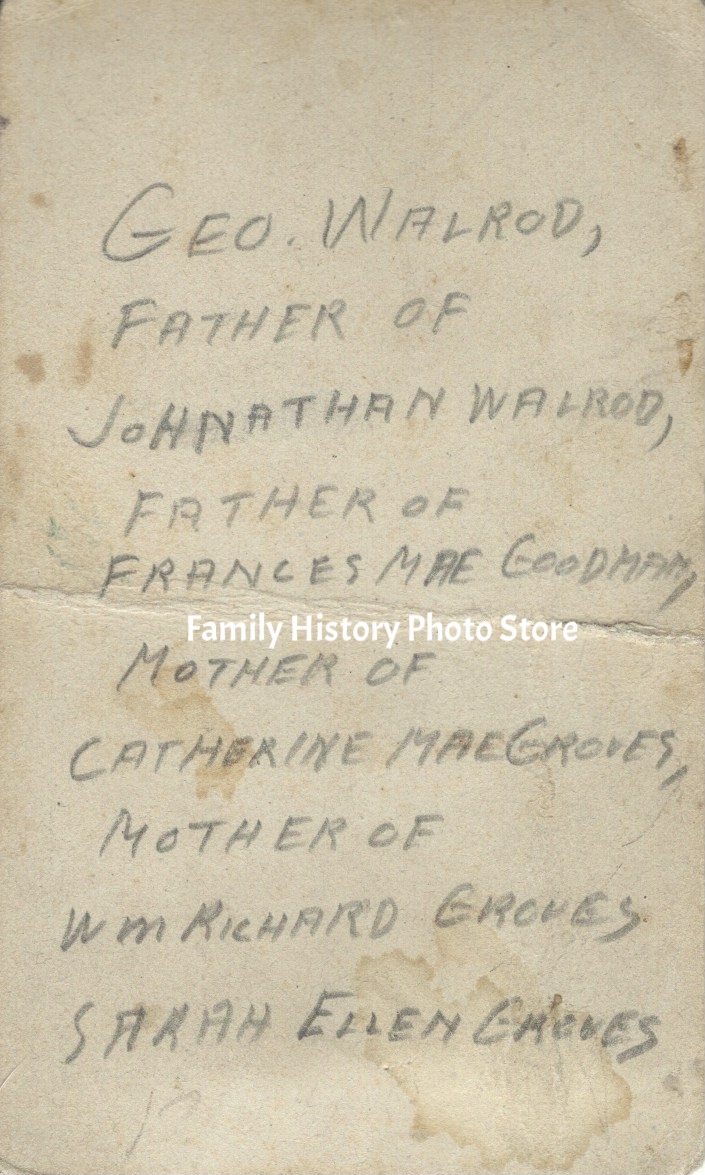 GEO. WALROD,
FATHER OF
JOHNATHAN WALROD,
FATHER OF
FRANCES MAE GOODMAN,
Family History Photo Store
MOTHER OF
CATHERINE MAE GROVES,
MOTHER OF
WM RICHARD GROVES
SARAH ELLEN GROVES